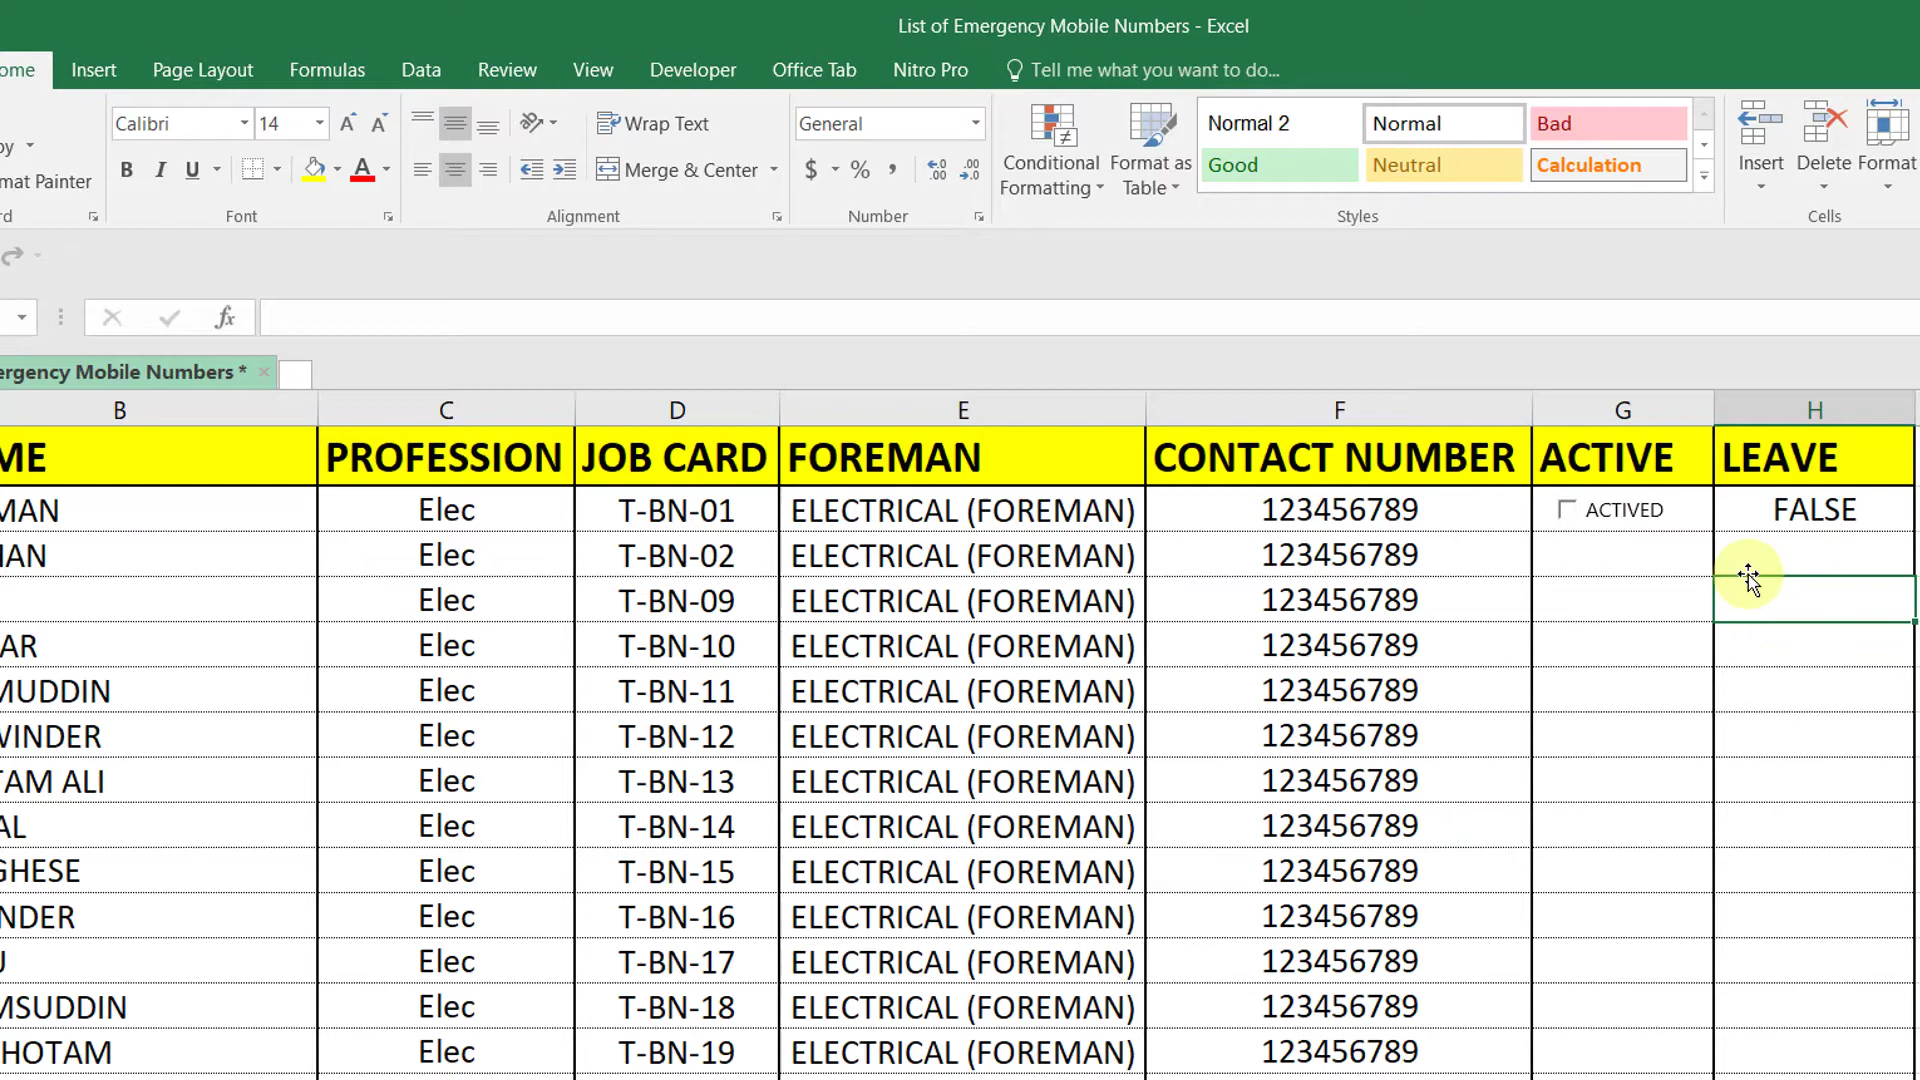 List of Emergency Mobile Numbers - Excel
ome Insert Page Layout Formulas Data Review View Developer Office Tab Nitro Pro Tell me what you want to do...
Calibri 14 A A Wrap Text General Normal 2 Normal Bad
py B I U A Merge & Center $ % , .00 .00 Conditional Formatting Format as Table Good Neutral Calculation Insert Delete Format
mat Painter
rd Font Alignment Number Styles Cells
fx
ergency Mobile Numbers *
B C D E F G H
ME PROFESSION JOB CARD FOREMAN CONTACT NUMBER ACTIVE LEAVE
MAN Elec T-BN-01 ELECTRICAL (FOREMAN) 123456789 ACTIVED FALSE
IAN Elec T-BN-02 ELECTRICAL (FOREMAN) 123456789
Elec T-BN-09 ELECTRICAL (FOREMAN) 123456789
AR Elec T-BN-10 ELECTRICAL (FOREMAN) 123456789
MUDDIN Elec T-BN-11 ELECTRICAL (FOREMAN) 123456789
VINDER Elec T-BN-12 ELECTRICAL (FOREMAN) 123456789
TAM ALI Elec T-BN-13 ELECTRICAL (FOREMAN) 123456789
AL Elec T-BN-14 ELECTRICAL (FOREMAN) 123456789
GHESE Elec T-BN-15 ELECTRICAL (FOREMAN) 123456789
NDER Elec T-BN-16 ELECTRICAL (FOREMAN) 123456789
J Elec T-BN-17 ELECTRICAL (FOREMAN) 123456789
MSUDDIN Elec T-BN-18 ELECTRICAL (FOREMAN) 123456789
HOTAM Elec T-BN-19 ELECTRICAL (FOREMAN) 123456789